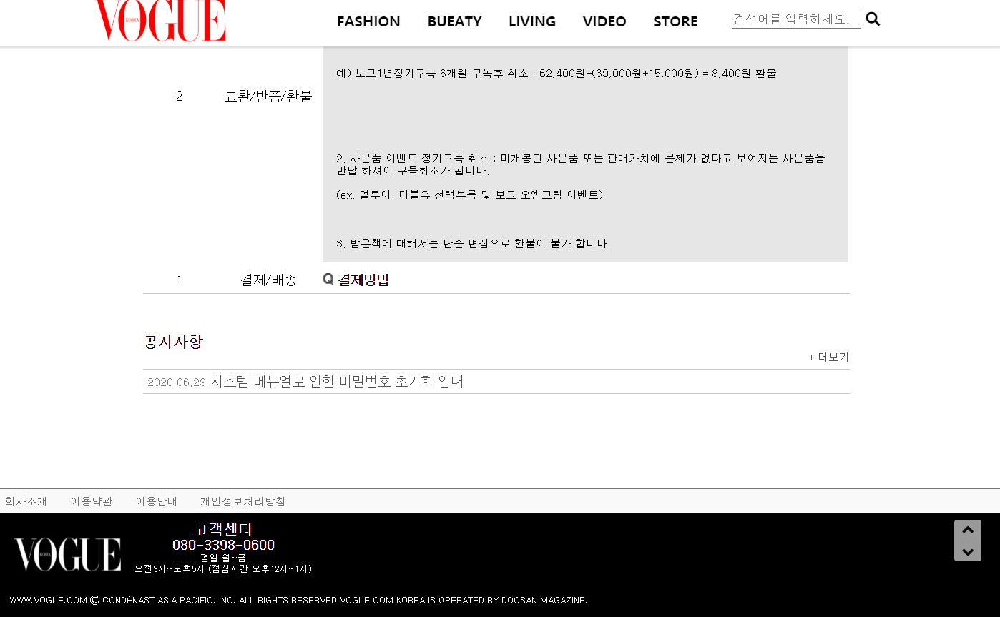 VOGUE
KOREA
FASHION BUEATY LIVING VIDEO STORE 검색어를 입력하세요.
예) 보그1년정기구독 6개월 구독후 취소 : 62,400원-(39,000원+15,000원) = 8,400원 환불
2 교환/반품/환불
2. 사은품 이벤트 정기구독 취소 : 미개봉된 사은품 또는 판매가치에 문제가 없다고 보여지는 사은품을
반납 하셔야 구독취소가 됩니다.
(ex. 얼루어, 더블유 선택부록 및 보그 오엠크림 이벤트)
3. 받은책에 대해서는 단순 변심으로 환불이 불가 합니다.
1 결제/배송 Q 결제방법
공지사항
+ 더보기
2020.06.29 시스템 메뉴얼로 인한 비밀번호 초기화 안내
회사소개 이용약관 이용안내 개인정보처리방침
VOGUE
KOREA
고객센터
080-3398-0600
평일 월~금
오전9시~오후5시 (점심시간 오후12시~1시)
WWW.VOGUE.COM Ⓒ CONDÉNAST ASIA PACIFIC. INC. ALL RIGHTS RESERVED.VOGUE.COM KOREA IS OPERATED BY DOOSAN MAGAZINE.